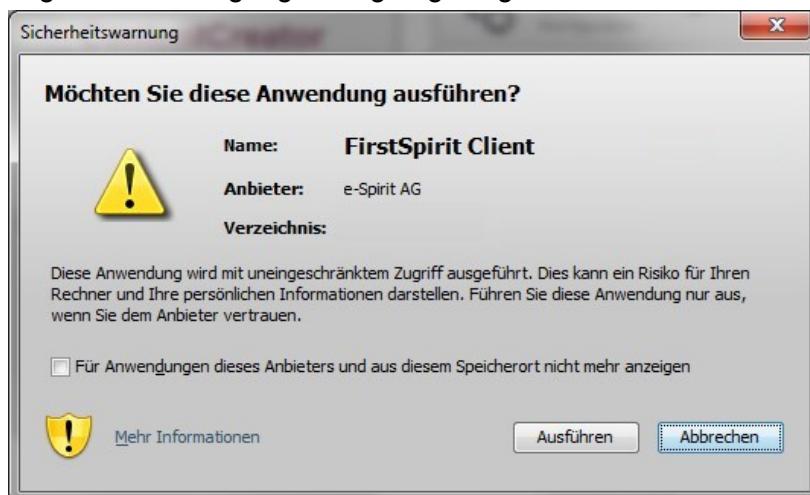 Sicherheitswarnung
Möchten Sie diese Anwendung ausführen?
Name: FirstSpirit Client
Anbieter: e-Spirit AG
Verzeichnis:
Diese Anwendung wird mit uneingeschränktem Zugriff ausgeführt. Dies kann ein Risiko für Ihren
Rechner und Ihre persönlichen Informationen darstellen. Führen Sie diese Anwendung nur aus,
wenn Sie dem Anbieter vertrauen.
Für Anwendungen dieses Anbieters und aus diesem Speicherort nicht mehr anzeigen
Mehr Informationen Ausführen Abbrechen